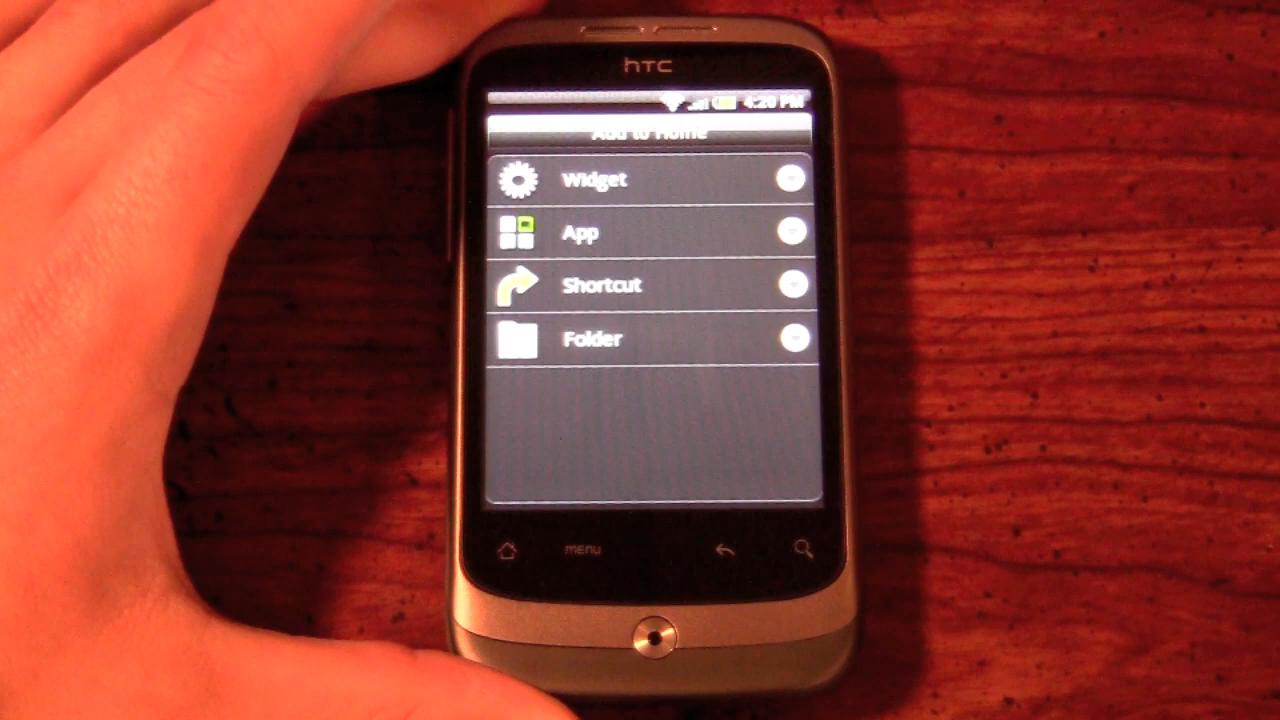 hTC
4:20 PM
Add to Home
Widget
App
Shortcut
Folder
menu